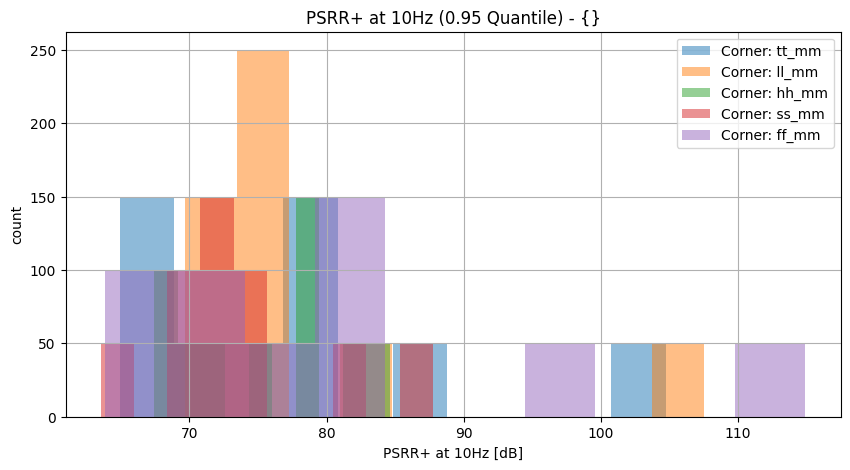 PSRR+ at 10Hz (0.95 Quantile) - {}
Corner: tt_mm
Corner: ll_mm
Corner: hh_mm
Corner: ss_mm
Corner: ff_mm
250
200
150
100
50
0
count
70 80 90 100 110
PSRR+ at 10Hz [dB]